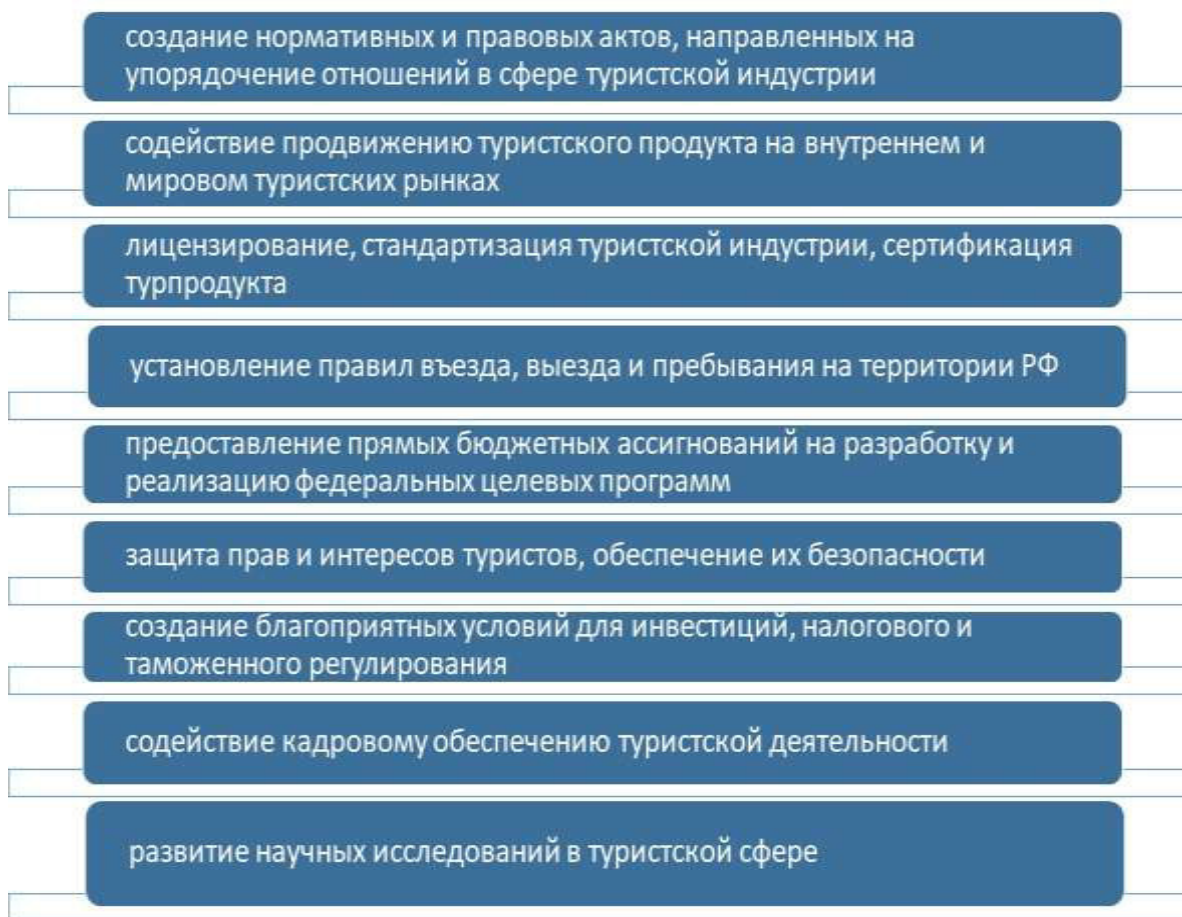 создание нормативных и правовых актов, направленных на
упорядочение отношений в сфере туристской индустрии
содействие продвижению туристского продукта на внутреннем и
мировом туристских рынках
лицензирование, стандартизация туристской индустрии, сертификация
турпродукта
установление правил въезда, выезда и пребывания на территории РФ
предоставление прямых бюджетных ассигнований на разработку и
реализацию федеральных целевых программ
защита прав и интересов туристов, обеспечение их безопасности
создание благоприятных условий для инвестиций, налогового и
таможенного регулирования
содействие кадровому обеспечению туристской деятельности
развитие научных исследований в туристской сфере